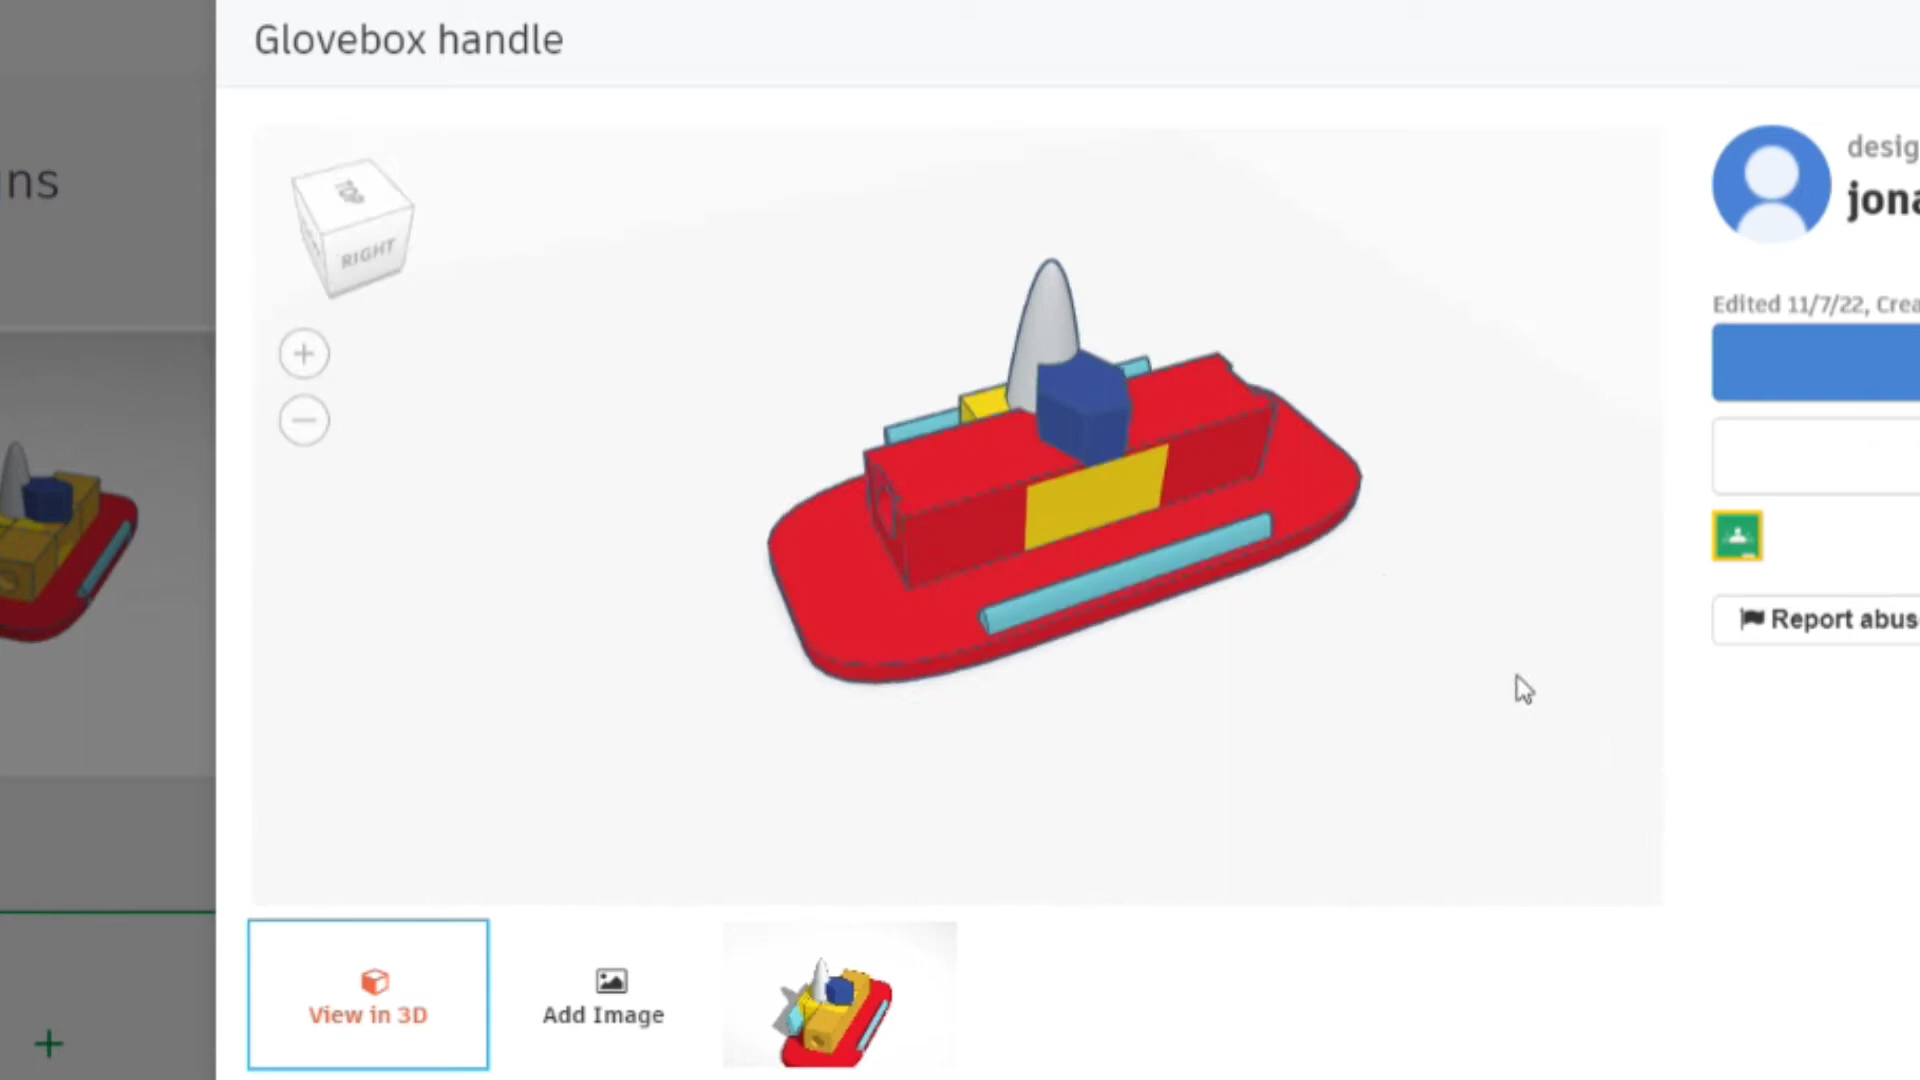 Glovebox handle
ns
TOP
RIGHT
desig
jona
Edited 11/7/22, Crea
Report abus
View in 3D
Add Image